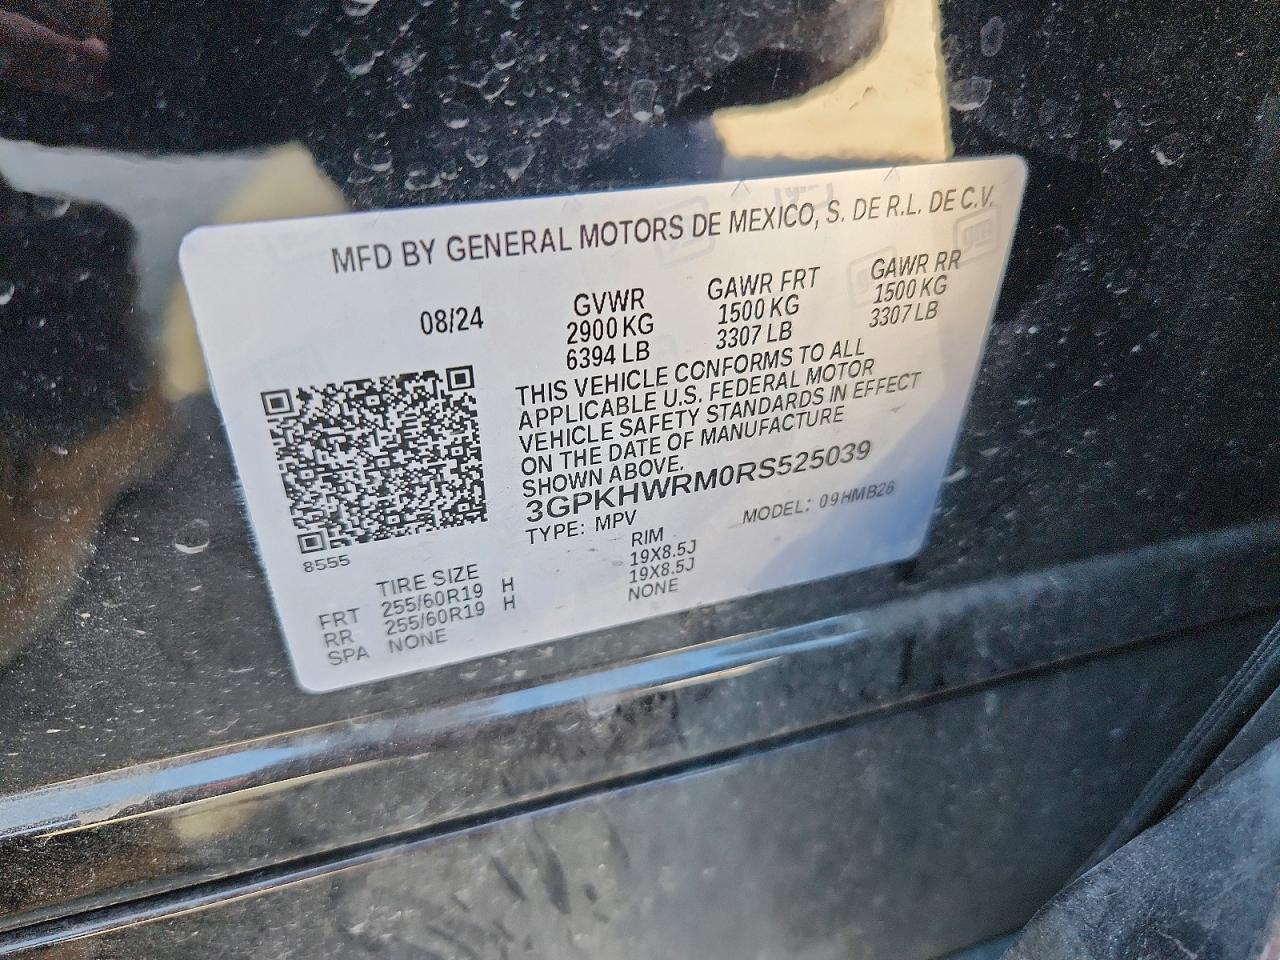 MFD BY GENERAL MOTORS DE MEXICO, S. DE R.L. DE C.V.
08/24
GVWR
2900 KG
6394 LB
GAWR FRT
1500 KG
3307 LB
GAWR RR
1500 KG
3307 LB
THIS VEHICLE CONFORMS TO ALL
APPLICABLE U.S. FEDERAL MOTOR
VEHICLE SAFETY STANDARDS IN EFFECT
ON THE DATE OF MANUFACTURE
SHOWN ABOVE.
3GPKHWRM0RS525039
TYPE: MPV
MODEL: 09HMB26
8555
TIRE SIZE
RIM
FRT 255/60R19 H 19X8.5J
RR 255/60R19 H 19X8.5J
SPA NONE NONE